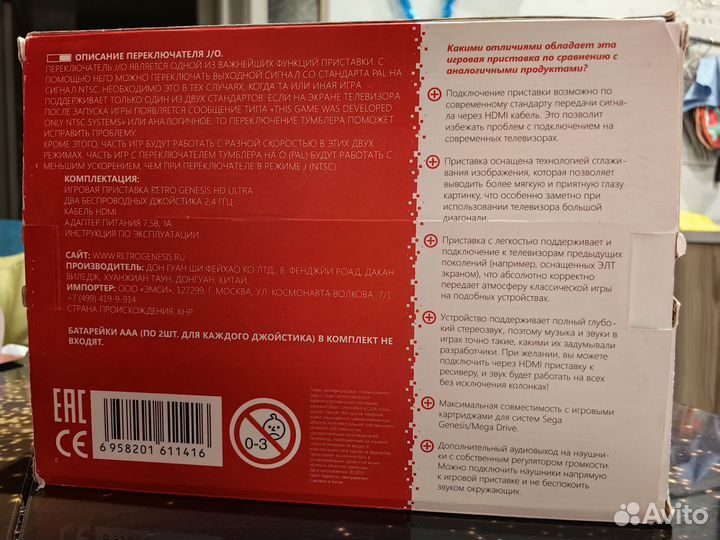 ОПИСАНИЕ ПЕРЕКЛЮЧАТЕЛЯ J/O.
ПЕРЕКЛЮЧАТЕЛЬ J/O ЯВЛЯЕТСЯ ОДНОЙ ИЗ ВАЖНЕЙШИХ ФУНКЦИЙ ПРИСТАВКИ. С
ПОМОЩЬЮ НЕГО МОЖНО ПЕРЕКЛЮЧАТЬ ВЫХОДНОЙ СИГНАЛ СО СТАНДАРТА PAL НА
СИГНАЛ NTSC. НЕОБХОДИМО ЭТО В ТЕХ СЛУЧАЯХ, КОГДА ТА ИЛИ ИНАЯ ИГРА
ПОДДЕРЖИВАЕТ ТОЛЬКО ОДИН ИЗ ДВУХ СТАНДАРТОВ. ЕСЛИ НА ЭКРАНЕ ТЕЛЕВИЗОРА
ПОСЛЕ ЗАПУСКА ИГРЫ ПОЯВЛЯЕТСЯ СООБЩЕНИЕ ТИПА «THIS GAME WAS DEVELOPED
ONLY NTSC SYSTEMS» ИЛИ АНАЛОГИЧНОЕ. ТО ПЕРЕКЛЮЧЕНИЕ ТУМБЛЕРА ПОМОЖЕТ
ИСПРАВИТЬ ПРОБЛЕМУ.
КРОМЕ ЭТОГО, ЧАСТЬ ИГР БУДУТ РАБОТАТЬ С РАЗНОЙ СКОРОСТЬЮ В ЭТИХ ДВУХ
РЕЖИМАХ. ЧАСТЬ ИГР С ПЕРЕКЛЮЧЕНИЕМ ТУМБЛЕРА НА O (PAL) БУДУТ РАБОТАТЬ С
МЕНЬШИМ УСКОРЕНИЕМ, ЧЕМ ПРИ ПЕРЕКЛЮЧАТЕЛЕ В РЕЖИМЕ J (NTSC).
КОМПЛЕКТАЦИЯ:
ИГРОВАЯ ПРИСТАВКА RETRO GENESIS HD ULTRA
ДВА БЕСПРОВОДНЫХ ДЖОЙСТИКА 2,4 ГГЦ
КАБЕЛЬ HDMI
АДАПТЕР ПИТАНИЯ 7,5В, 1А
ИНСТРУКЦИЯ ПО ЭКСПЛУАТАЦИИ
САЙТ: WWW.RETROGENESIS.RU
ПРОИЗВОДИТЕЛЬ: ДОН ГУАН ШИ ФЕЙХАО КО ЛТД., 8, ФЕНДЖЙИ РОАД, ДАКАН
ВИЛЕДЖ, КУАНЖИАН ТАУН, ДОНГУАН, КИТАЙ.
ИМПОРТЕР: ООО «ЭМСИ», 127299, Г. МОСКВА, УЛ. КОСМОНАВТА ВОЛКОВА, 7/1.
+7 (499) 419-9-914
СТРАНА ПРОИСХОЖДЕНИЯ: КНР
БАТАРЕЙКИ AAA (ПО 2ШТ. ДЛЯ КАЖДОГО ДЖОЙСТИКА) В КОМПЛЕКТ НЕ
ВХОДЯТ.
EAC
CE
6 958201 611416
0-3
Какими отличиями обладает эта
игровая приставка по сравнению с
аналогичными продуктами?
Подключение приставки возможно по
современному стандарту передачи сигна-
ла через HDMI кабель. Это позволит
избежать проблем с подключением на
современных телевизорах.
Приставка оснащена технологией сглажи-
вания изображения, которая позволяет
выводить более мягкую и приятную глазу
картинку, что особенно заметно при
использовании телевизора большой
диагонали.
Приставка с легкостью поддерживает и
подключение к телевизорам предыдущих
поколений (например, оснащенных ЭЛТ
экраном), что абсолютно корректно
передает атмосферу классической игры
на подобных устройствах.
Устройство поддерживает полный глубо-
кий стереозвук, поэтому музыка и звуки в
играх точно такие, какими их задумывали
разработчики. При желании, вы можете
подключить через HDMI приставку к
ресиверу, и звук будет работать на всех
без исключения колонках!
Максимальная совместимость с игровыми
картриджами для систем Sega
Genesis/Mega Drive.
Дополнительный аудиовыход на наушни-
ки с собственным регулятором громкости.
Можно подключить наушники напрямую
к игровой приставке и не беспокоить
звуком окружающих.
Avito